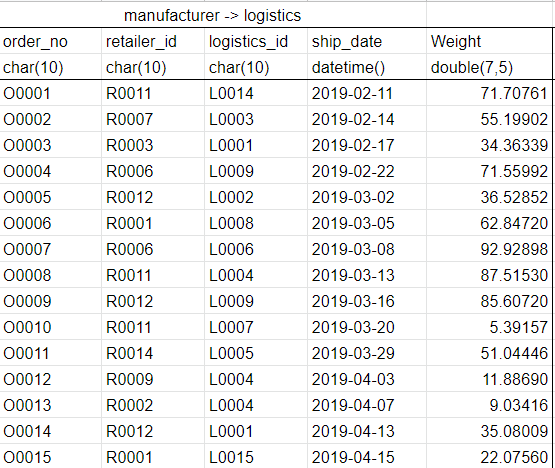 manufacturer -> logistics
order_no retailer_id logistics_id ship_date Weight
char(10) char(10) char(10) datetime() double(7,5)
O0001 R0011 L0014 2019-02-11 71.70761
O0002 R0007 L0003 2019-02-14 55.19902
O0003 R0003 L0001 2019-02-17 34.36339
O0004 R0006 L0009 2019-02-22 71.55992
O0005 R0012 L0002 2019-03-02 36.52852
O0006 R0001 L0008 2019-03-05 62.84720
O0007 R0006 L0006 2019-03-08 92.92898
O0008 R0011 L0004 2019-03-13 87.51530
O0009 R0012 L0009 2019-03-16 85.60720
O0010 R0011 L0007 2019-03-20 5.39157
O0011 R0014 L0005 2019-03-29 51.04446
O0012 R0009 L0004 2019-04-03 11.88690
O0013 R0002 L0004 2019-04-07 9.03416
O0014 R0012 L0001 2019-04-13 35.08009
O0015 R0001 L0015 2019-04-15 22.07560